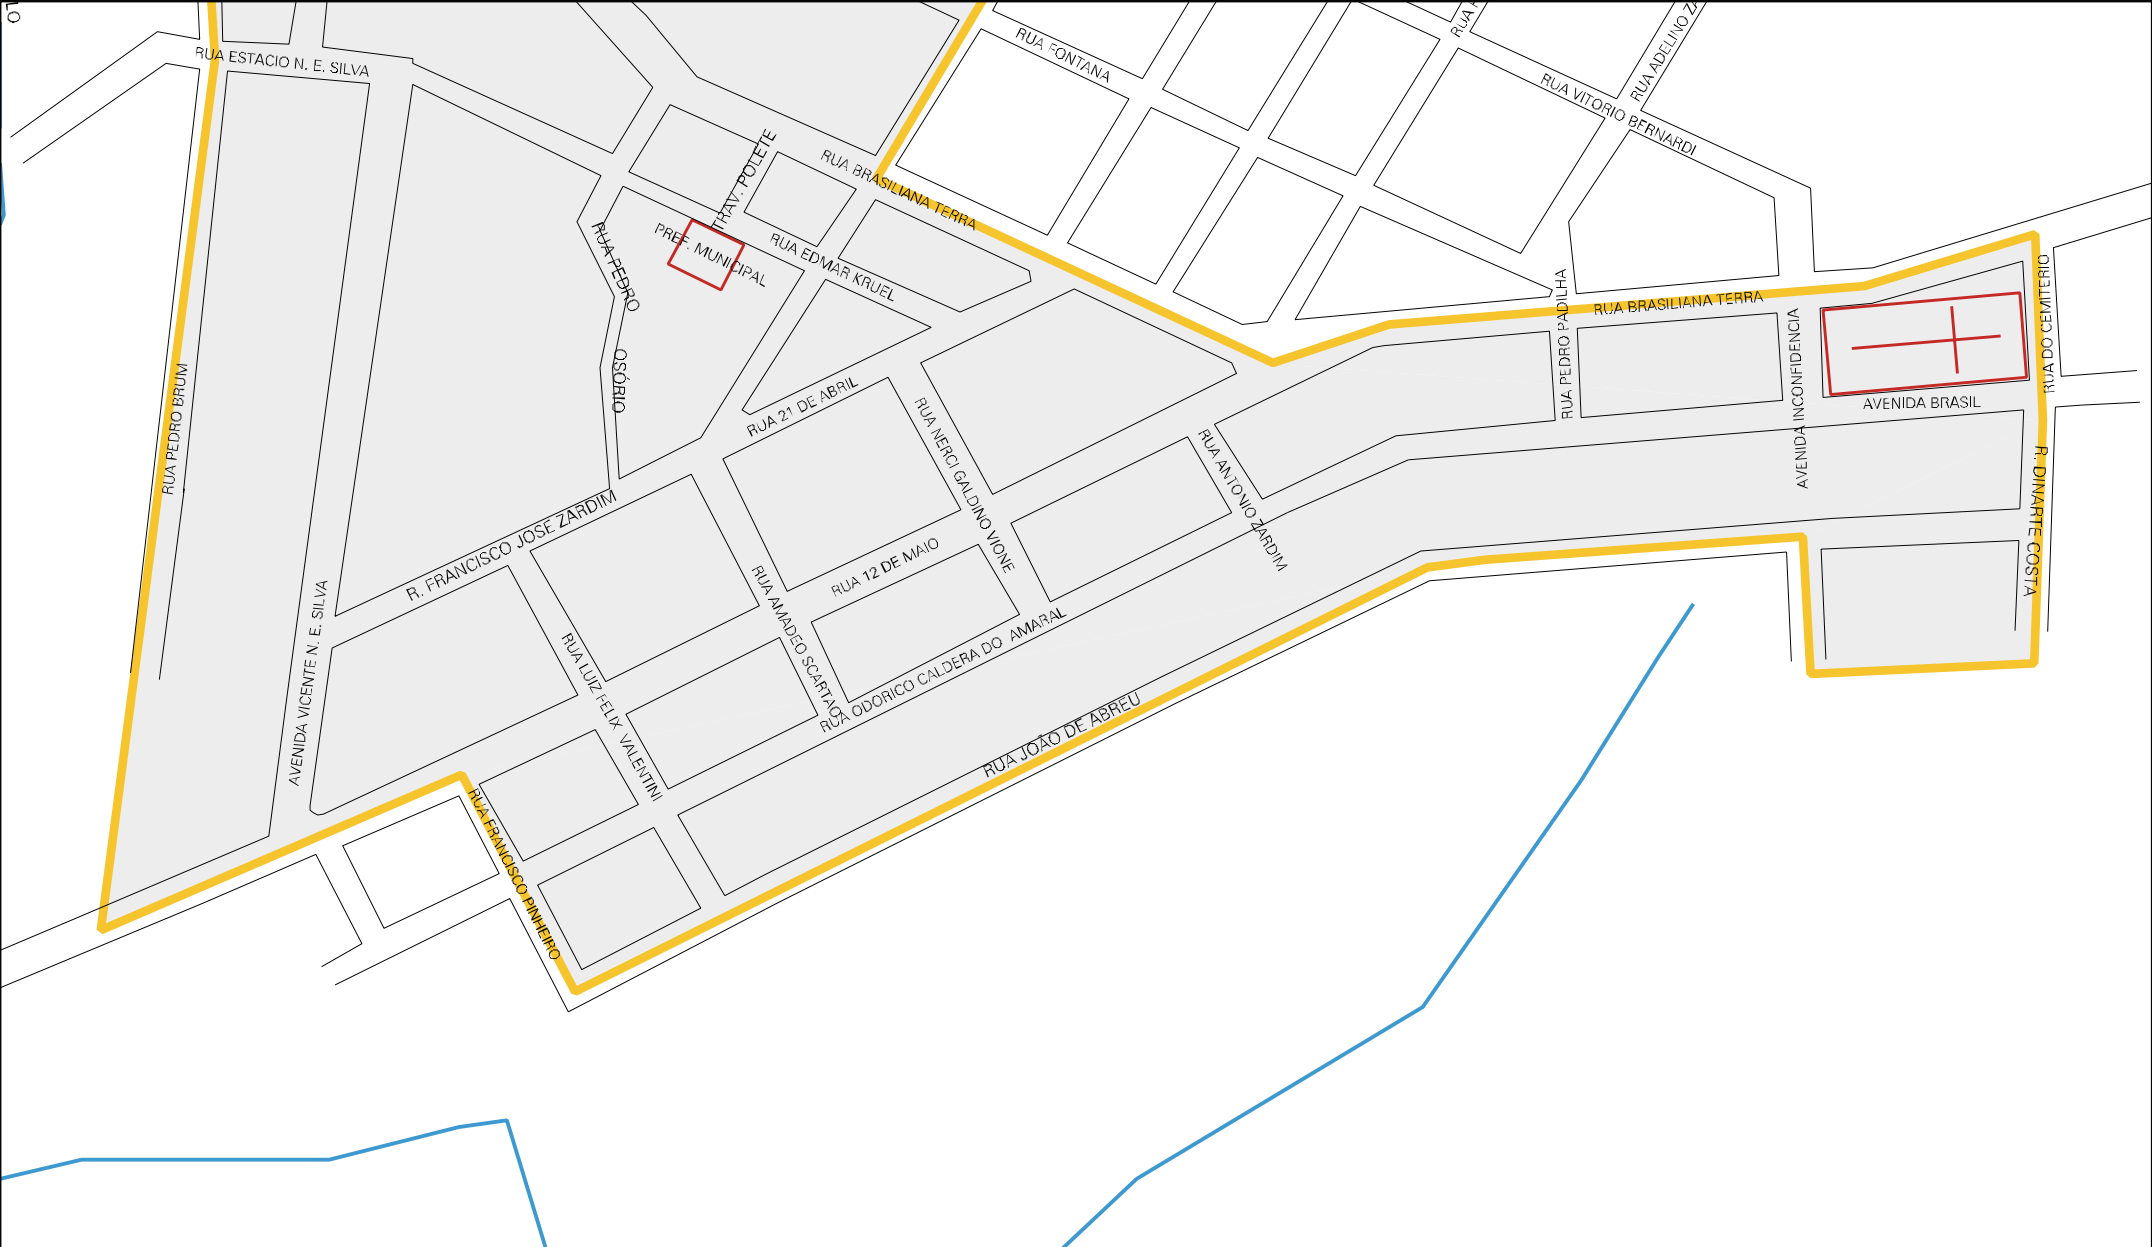 LO
RUA ESTACIO N. E. SILVA
RUA FONTANA
RUA VITORIO BERNARDI
RUA ADELINO
TRAV. POLETE
RUA BRASILIANA TERRA
PREF. MUNICIPAL
RUA EDMAR KRUEL
RUA PEDRO
OSÓRIO
RUA PEDRO PADILHA
RUA BRASILIANA TERRA
AVENIDA INCONFIDENCIA
RUA DO CEMITERIO
AVENIDA BRASIL
RUA PEDRO BRUM
RUA 21 DE ABRIL
RUA NERCI GALDINO VIONE
RUA ANTONIO ZARDIM
R. DINARTE COSTA
R. FRANCISCO JOSE ZARDIM
RUA 12 DE MAIO
RUA AMADEO SCARTAO
AVENIDA VICENTE N. E. SILVA
RUA LUIZ FELIX VALENTINI
RUA ODORICO CALDERA DO AMARAL
RUA JOÃO DE ABREU
RUA FRANCISCO PINHEIRO
RUA